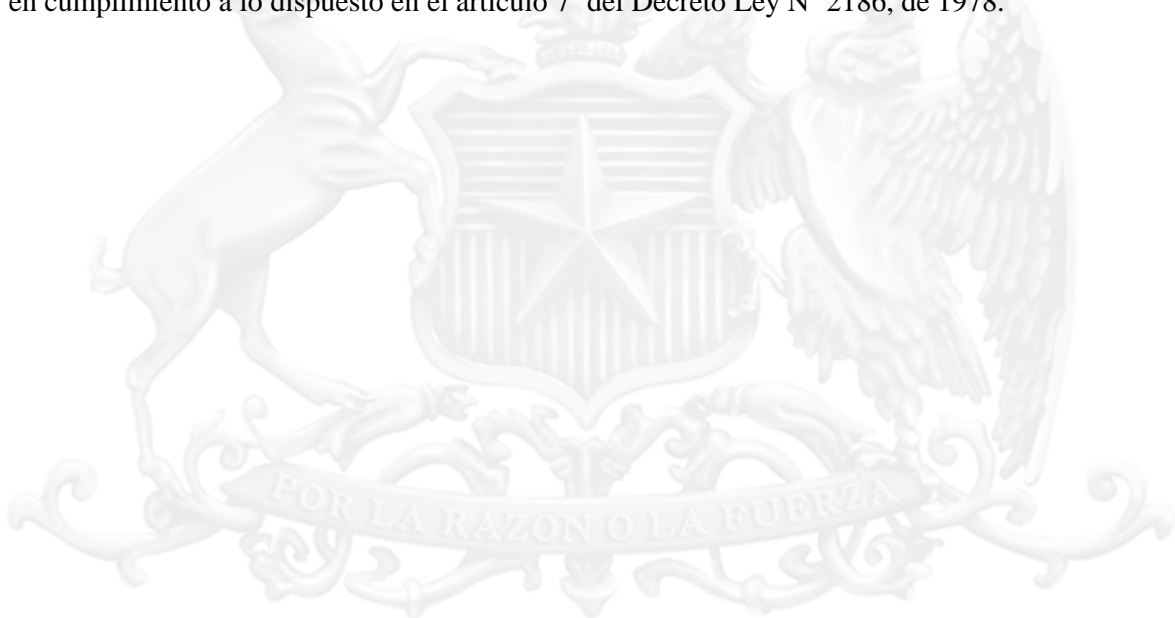 en cumplimiento a lo dispuesto en el artículo 7° del Decreto Ley N° 2186, de 1978.
POR LA RAZON O LA FUERZA